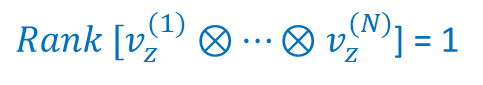 Rank [v_z^(1) ⊗ ⋯ ⊗ v_z^(N)] = 1